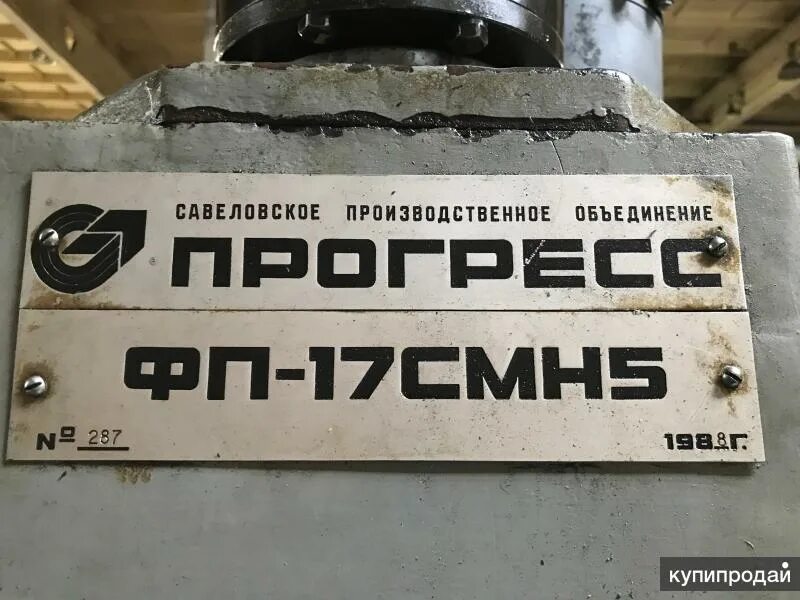 САВЕЛОВСКОЕ ПРОИЗВОДСТВЕННОЕ ОБЪЕДИНЕНИЕ
ПРОГРЕСС
ФП-17СМН5
№ 287 1988г.
купипродай